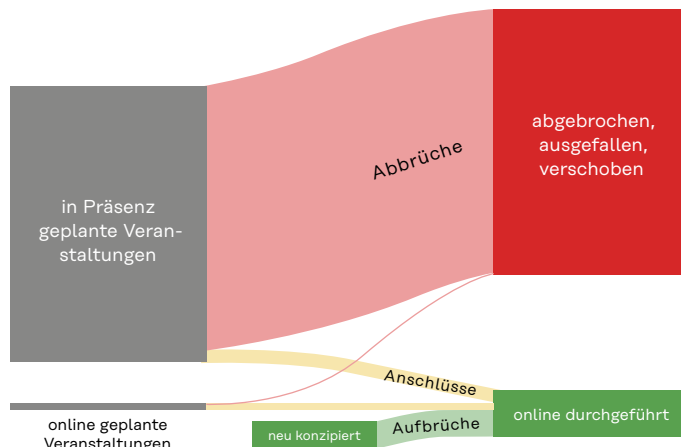 abgebrochen,
ausgefallen,
verschoben
Abbrüche
in Präsenz
geplante Veran-
staltungen
Anschlüsse
online geplante
Veranstaltungen
neu konzipiert
Aufbrüche
online durchgeführt